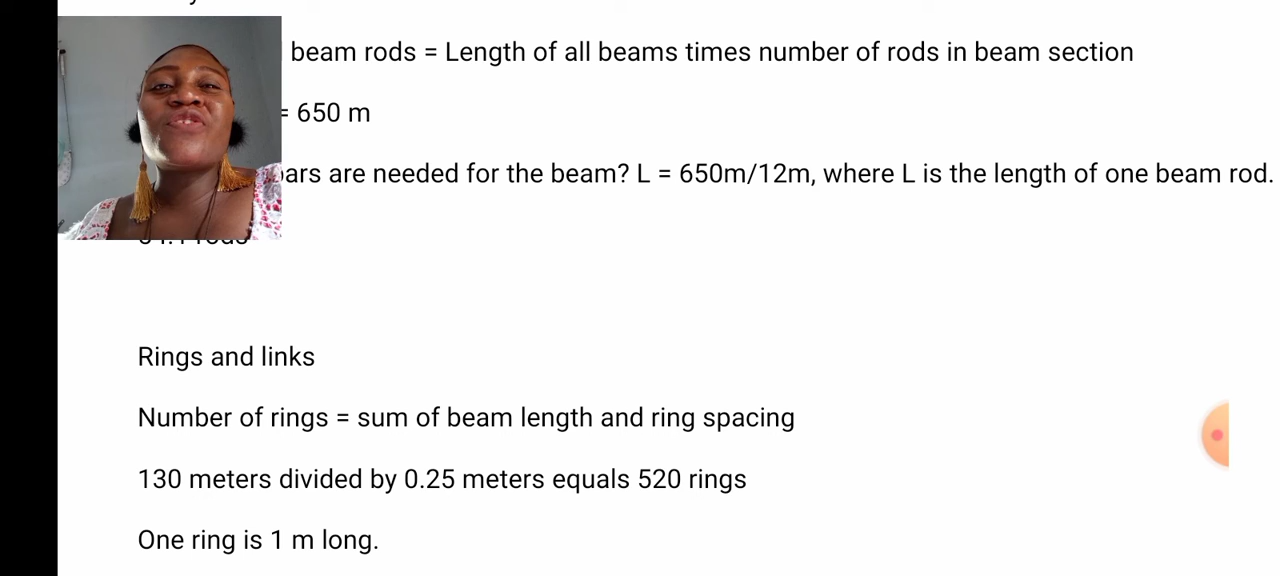 beam rods = Length of all beams times number of rods in beam section
= 650 m
are needed for the beam? L = 650m/12m, where L is the length of one beam rod.
rods
Rings and links
Number of rings = sum of beam length and ring spacing
130 meters divided by 0.25 meters equals 520 rings
One ring is 1 m long.